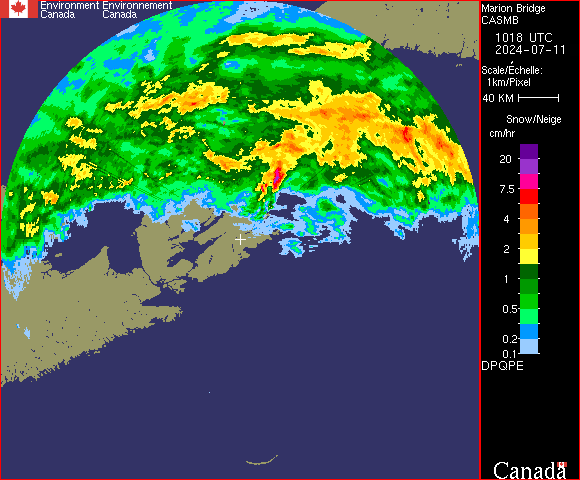 Environment Environnement
Canada Canada
Marion Bridge
CASMB
1018 UTC
2024-07-11
Scale/Échelle:
1km/Pixel
40 KM
Snow/Neige
cm/hr
20
7.5
4
2
1
0.5
0.2
0.1
DPQPE
Canada